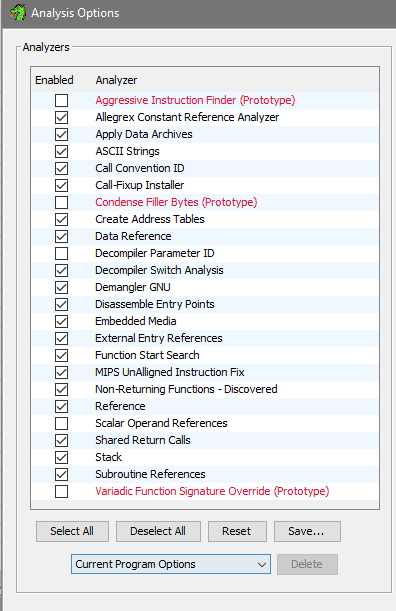 Analysis Options
Analyzers
Enabled Analyzer
Aggressive Instruction Finder (Prototype)
Allegrex Constant Reference Analyzer
Apply Data Archives
ASCII Strings
Call Convention ID
Call-Fixup Installer
Condense Filler Bytes (Prototype)
Create Address Tables
Data Reference
Decompiler Parameter ID
Decompiler Switch Analysis
Demangler GNU
Disassemble Entry Points
Embedded Media
External Entry References
Function Start Search
MIPS UnAlligned Instruction Fix
Non-Returning Functions - Discovered
Reference
Scalar Operand References
Shared Return Calls
Stack
Subroutine References
Variadic Function Signature Override (Prototype)
Select All Deselect All Reset Save...
Current Program Options Delete